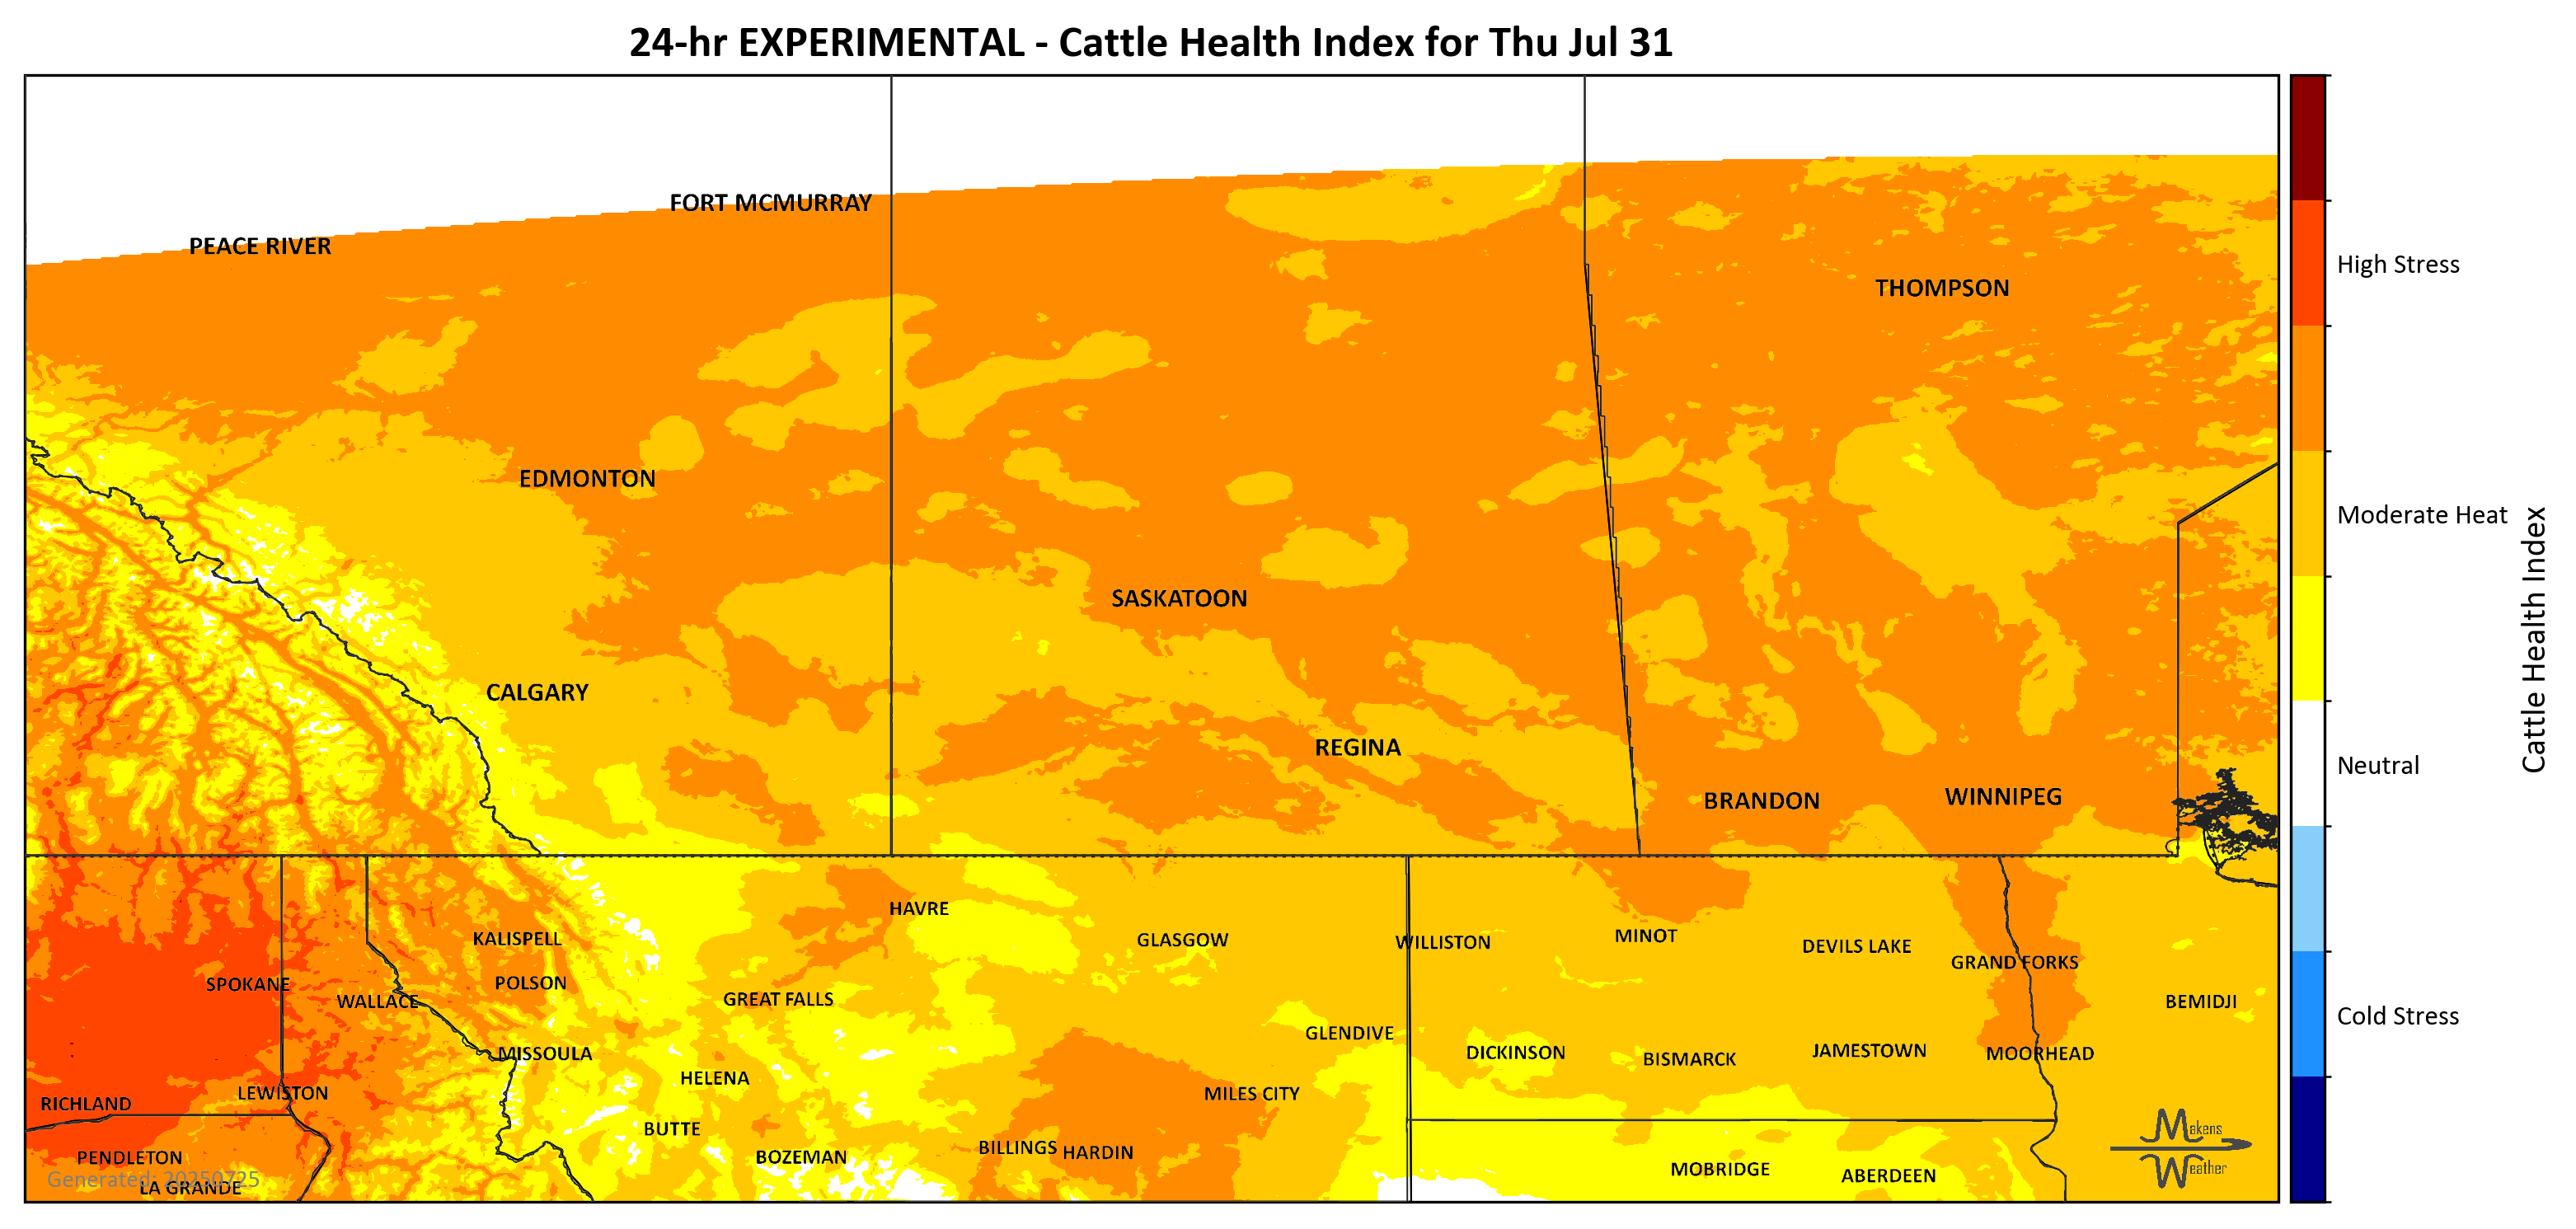 24-hr EXPERIMENTAL - Cattle Health Index for Thu Jul 31
FORT MCMURRAY
PEACE RIVER
THOMPSON
High Stress
EDMONTON
Moderate Heat
SASKATOON
Cattle Health Index
CALGARY
REGINA
Neutral
BRANDON
WINNIPEG
HAVRE
KALISPELL
GLASGOW
WILLISTON
MINOT
DEVILS LAKE
GRAND FORKS
SPOKANE
POLSON
WALLACE
GREAT FALLS
BEMIDJI
Cold Stress
GLENDIVE
MISSOULA
DICKINSON
BISMARCK
JAMESTOWN
MOORHEAD
HELENA
LEWISTON
MILES CITY
RICHLAND
BUTTE
Makens
Weather
BILLINGS
HARDIN
PENDLETON
BOZEMAN
MOBRIDGE
ABERDEEN
Generated: 20250725
LA GRANDE